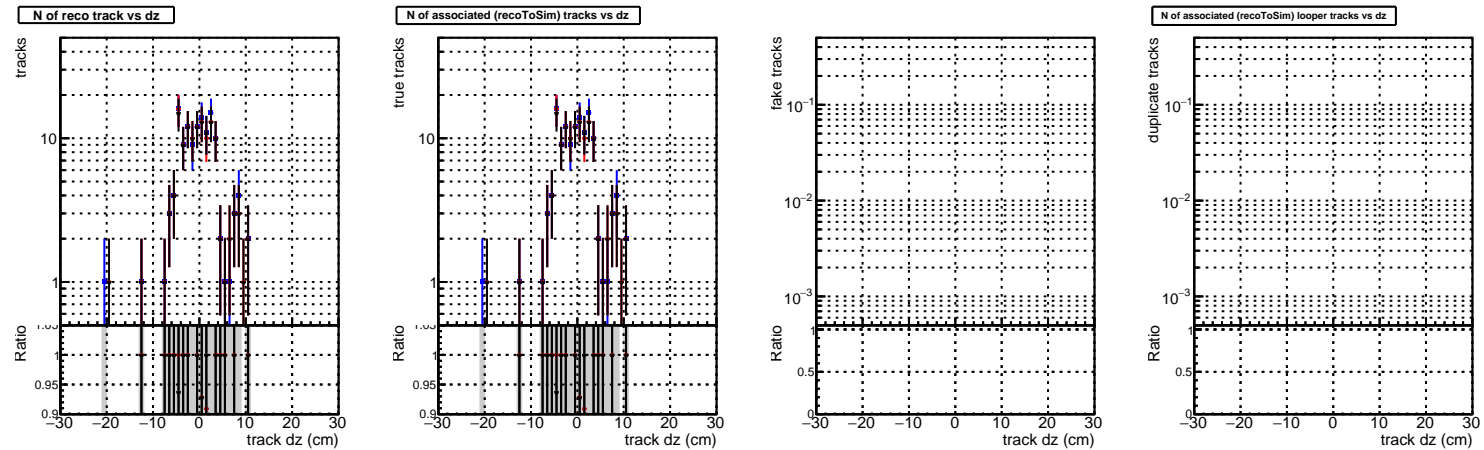 N of reco track vs dz
tracks
10
1
Ratio
1.05
1
0.95
0.9
−30 −20 −10 0 10 20 30
track dz (cm)
N of associated (recoToSim) tracks vs dz
true tracks
10
1
Ratio
1.05
1
0.95
0.9
−30 −20 −10 0 10 20 30
track dz (cm)
fake tracks
10−1
10−2
10−3
Ratio
1
0.5
0
−30 −20 −10 0 10 20 30
track dz (cm)
N of associated (recoToSim) looper tracks vs dz
duplicate tracks
10−1
10−2
10−3
Ratio
1
0.5
0
−30 −20 −10 0 10 20 30
track dz (cm)